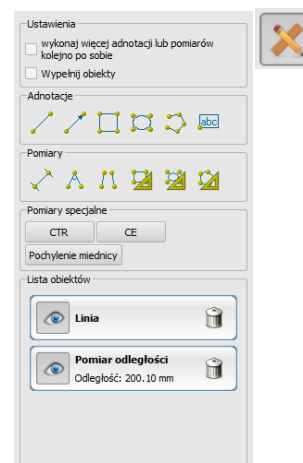 Ustawienia
wykonaj więcej adnotacji lub pomiarów
kolejno po sobie
Wypełnij obiekty
Adnotacje
abc
Pomiary
Pomiary specjalne
CTR
CE
Pochylenie miednicy
Lista obiektów
Linia
Pomiar odległości
Odległość: 200.10 mm